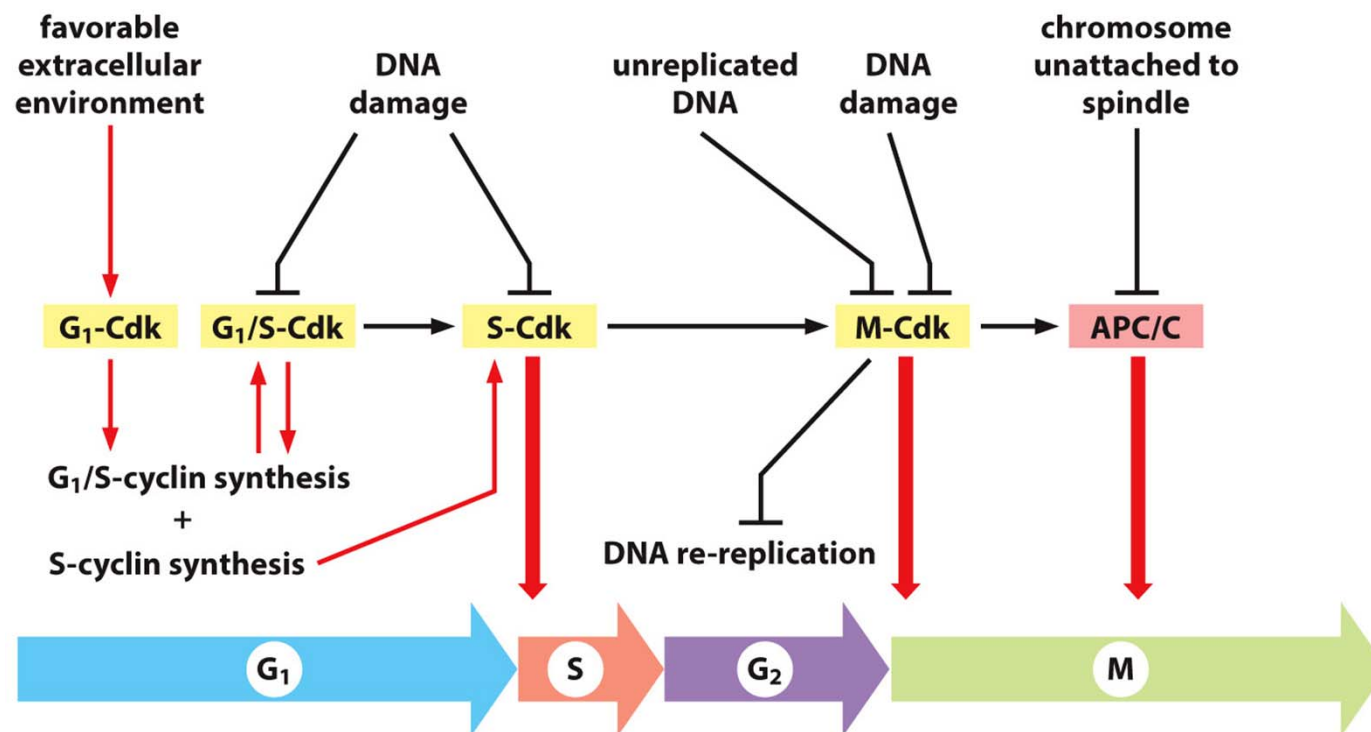 favorable
extracellular
environment
DNA
damage
unreplicated
DNA
DNA
damage
chromosome
unattached to
spindle
G₁-Cdk
G₁/S-Cdk
S-Cdk
M-Cdk
APC/C
G₁/S-cyclin synthesis
+
S-cyclin synthesis
DNA re-replication
G₁
S
G₂
M